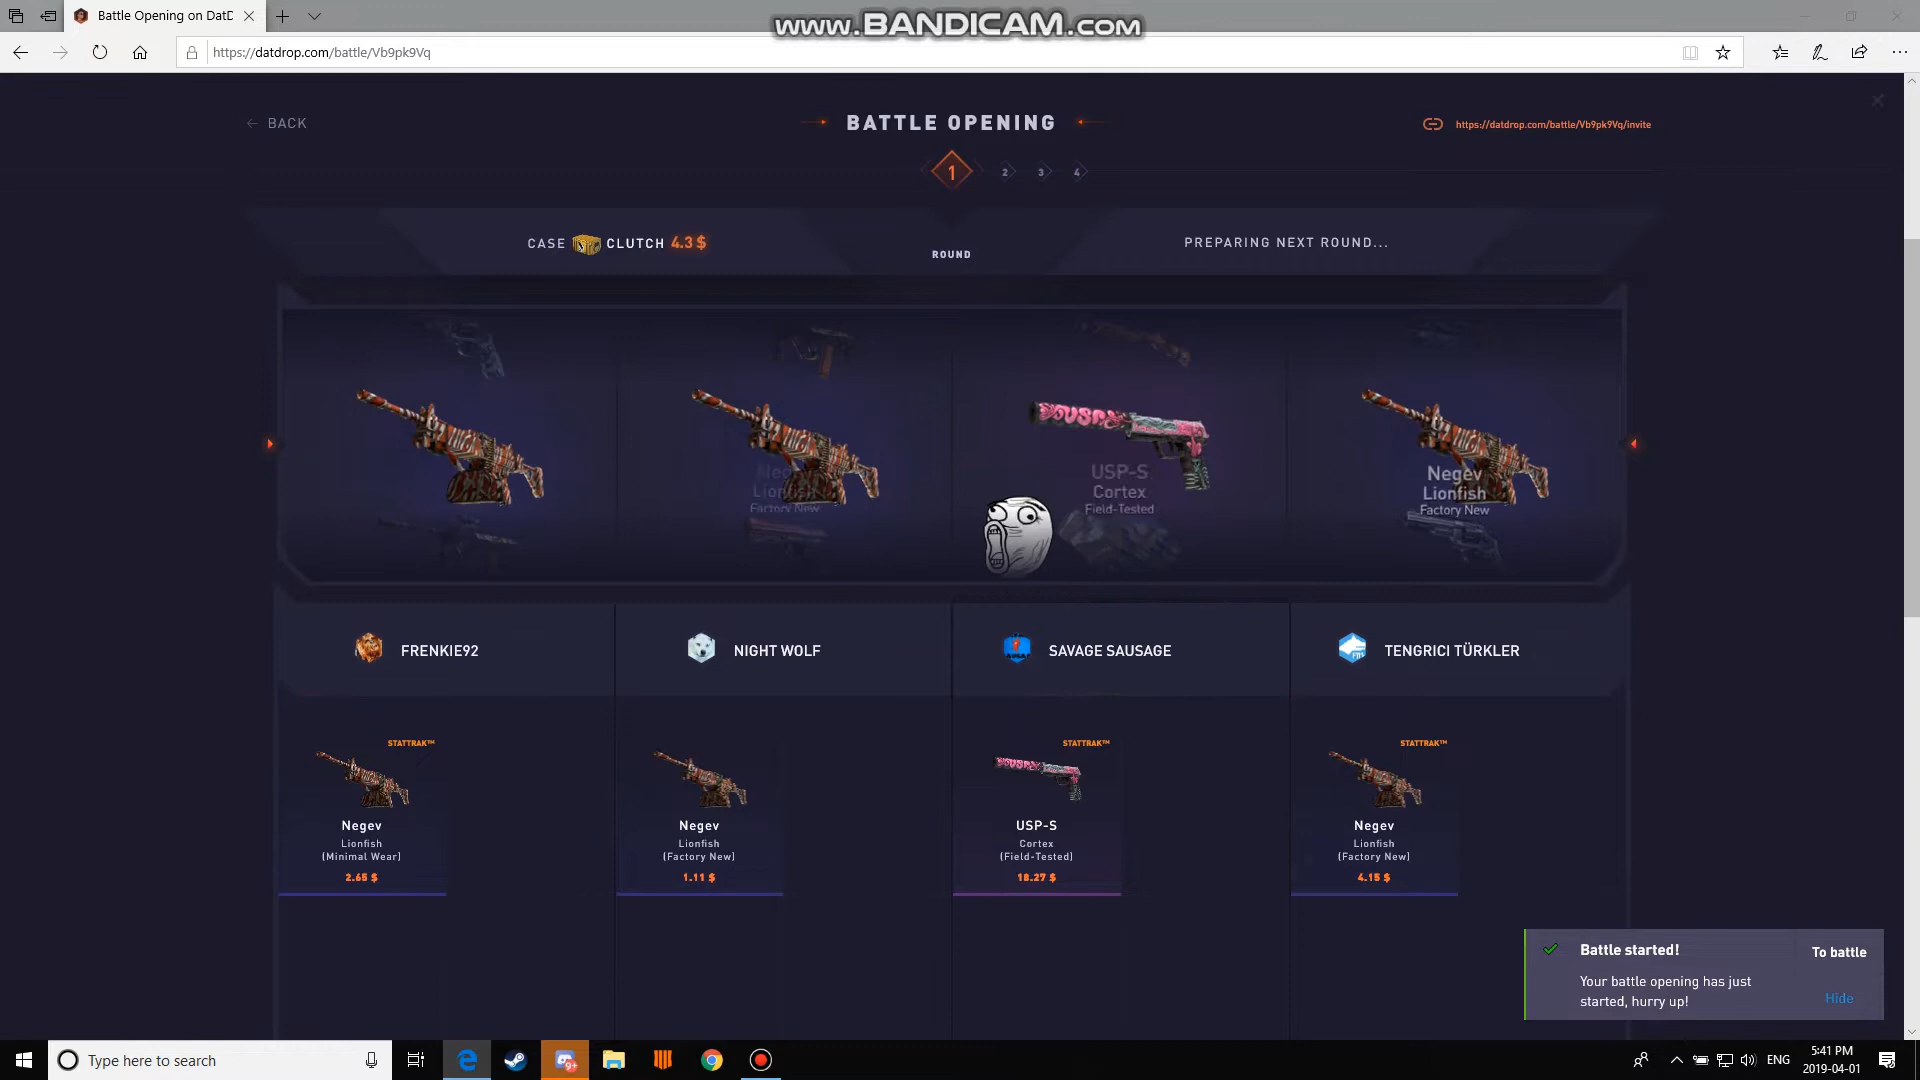 Battle Opening on DatD
www.BANDICAM.com
https://datdrop.com/battle/Vb9pk9Vq
BACK
BATTLE OPENING
https://datdrop.com/battle/Vb9pk9Vq/invite
1 2 3 4
CASE CLUTCH 4.3 $
ROUND
PREPARING NEXT ROUND...
Negev
Lionfish
Factory New
USP-S
Cortex
Field-Tested
Negev
Lionfish
Factory New
FRENKIE92
NIGHT WOLF
SAVAGE SAUSAGE
TENGRICI TÜRKLER
STATTRAK™
Negev
Lionfish
(Minimal Wear)
2.65 $
Negev
Lionfish
(Factory New)
1.11 $
STATTRAK™
USP-S
Cortex
(Field-Tested)
18.27 $
STATTRAK™
Negev
Lionfish
(Factory New)
4.15 $
Battle started!
To battle
Your battle opening has just
started, hurry up!
Hide
Type here to search
9+
ENG
5:41 PM
2019-04-01